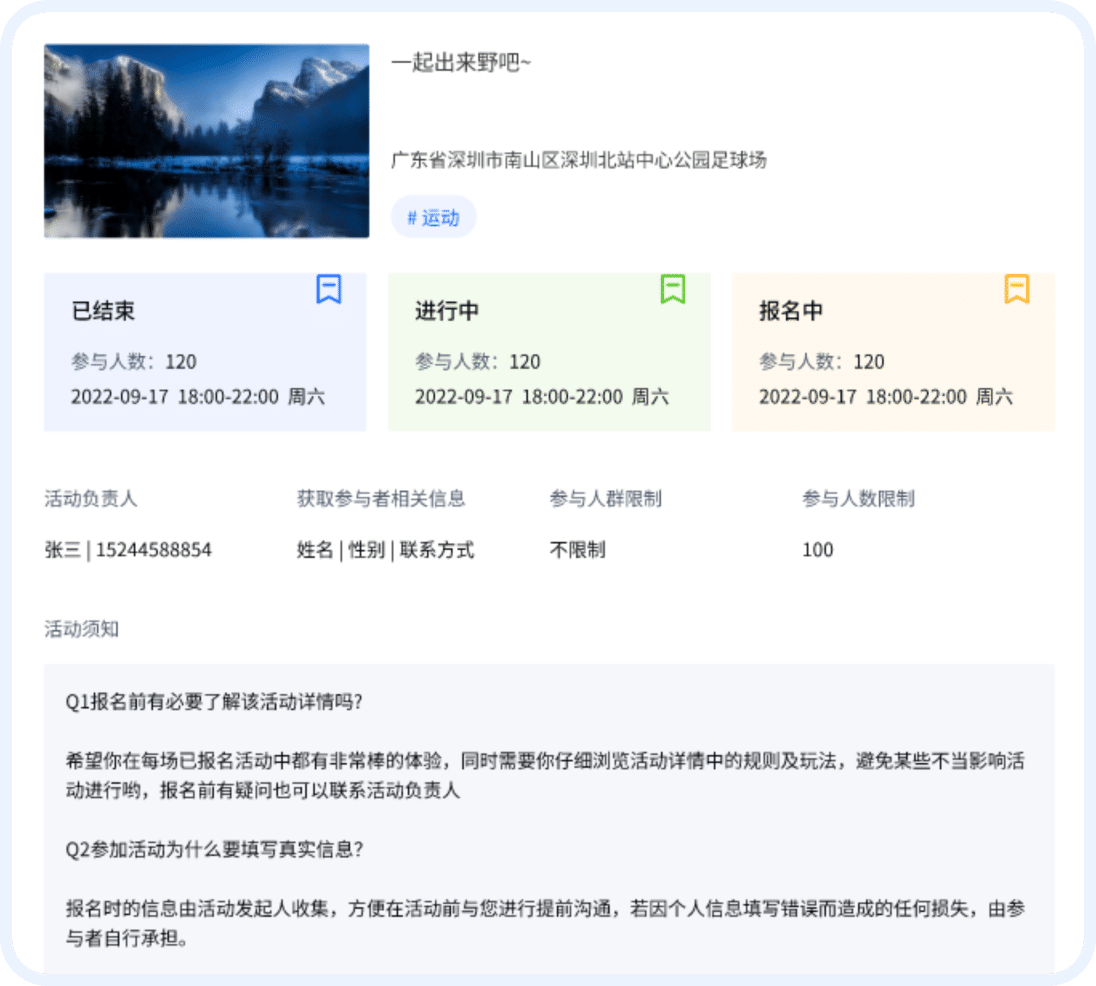 一起出来野吧~
广东省深圳市南山区深圳北站中心公园足球场
# 运动
已结束
参与人数：120
2022-09-17 18:00-22:00 周六
进行中
参与人数：120
2022-09-17 18:00-22:00 周六
报名中
参与人数：120
2022-09-17 18:00-22:00 周六
活动负责人
张三 | 15244588854
获取参与者相关信息
姓名 | 性别 | 联系方式
参与人群限制
不限制
参与人数限制
100
活动须知
Q1报名前有必要了解该活动详情吗？
希望你在每场已报名活动中都有非常棒的体验，同时需要你仔细浏览活动详情中的规则及玩法，避免某些不当影响活
动进行哟，报名前有疑问也可以联系活动负责人
Q2参加活动为什么要填写真实信息？
报名时的信息由活动发起人收集，方便在活动前与您进行提前沟通，若因个人信息填写错误而造成的任何损失，由参
与者自行承担。